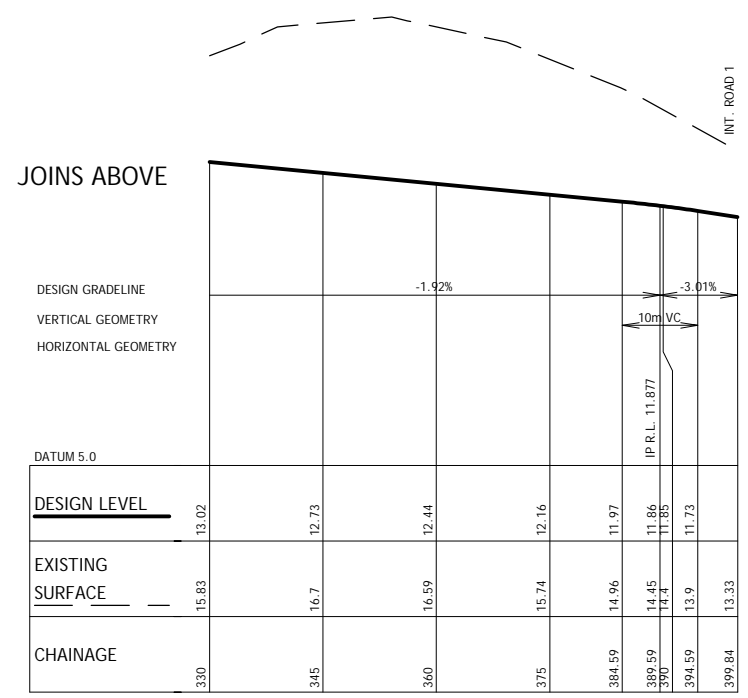 INT. ROAD 1
JOINS ABOVE
DESIGN GRADELINE
-1.92%
-3.01%
VERTICAL GEOMETRY
10m VC
HORIZONTAL GEOMETRY
IP R.L. 11.877
DATUM 5.0
DESIGN LEVEL
13.02
12.73
12.44
12.16
11.97
11.86
11.85
11.73
EXISTING
SURFACE
15.83
16.7
16.59
15.74
14.96
14.45
14.4
13.9
13.33
CHAINAGE
330
345
360
375
384.59
389.59
390
394.59
399.84